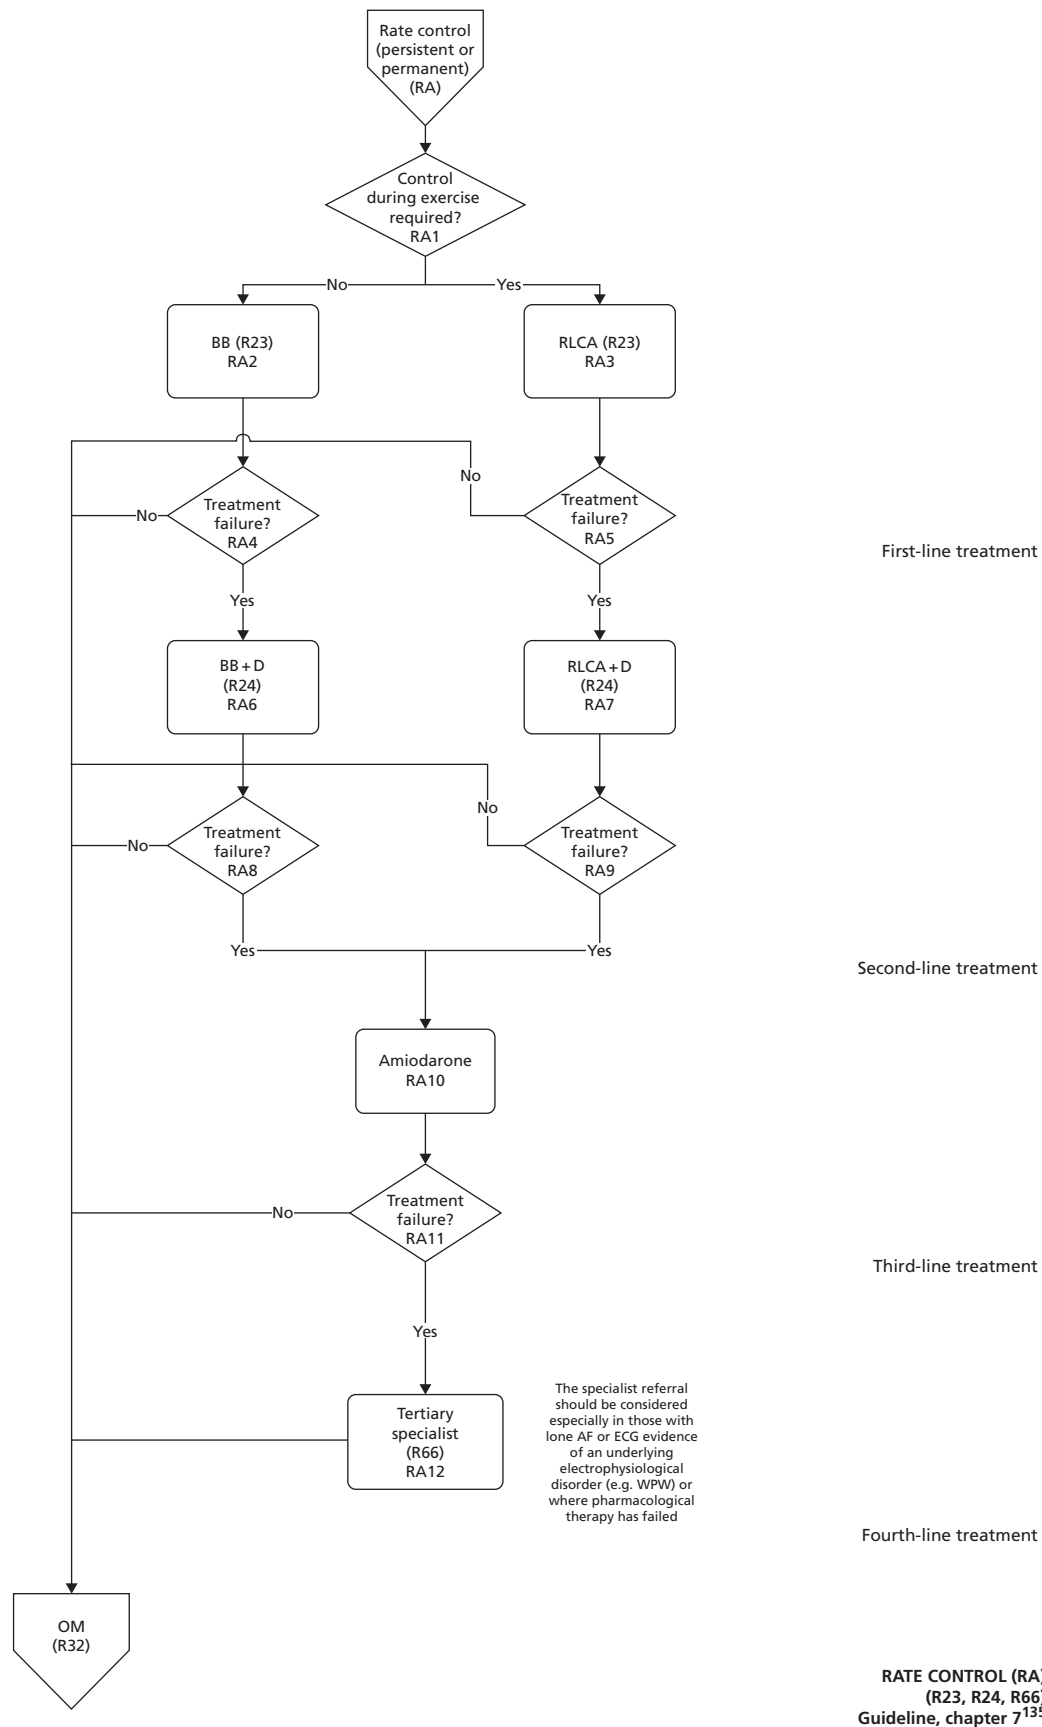 Rate control
(persistent or
permanent)
(RA)
Control
during exercise
required?
RA1
No
Yes
BB (R23)
RA2
RLCA (R23)
RA3
No
No
Treatment
failure?
RA4
Treatment
failure?
RA5
First-line treatment
Yes
Yes
BB + D
(R24)
RA6
RLCA + D
(R24)
RA7
No
No
Treatment
failure?
RA8
Treatment
failure?
RA9
Yes
Yes
Second-line treatment
Amiodarone
RA10
No
Treatment
failure?
RA11
Third-line treatment
Yes
Tertiary
specialist
(R66)
RA12
The specialist referral
should be considered
especially in those with
lone AF or ECG evidence
of an underlying
electrophysiological
disorder (e.g. WPW) or
where pharmacological
therapy has failed
Fourth-line treatment
OM
(R32)
RATE CONTROL (RA)
(R23, R24, R66)
Guideline, chapter 7135